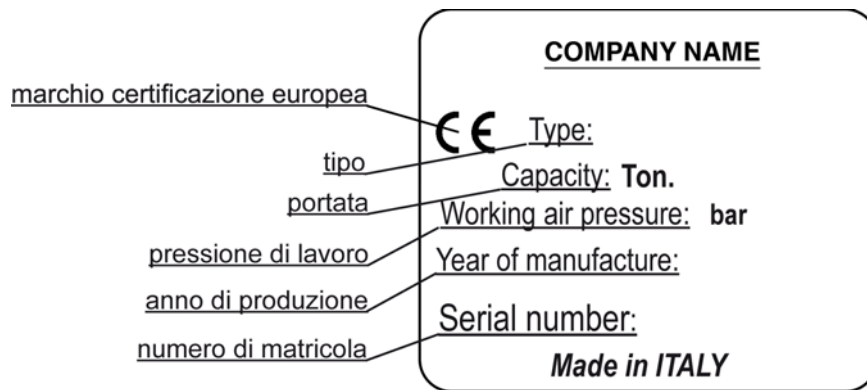 COMPANY NAME
marchio certificazione europea
CE Type:
tipo
Capacity: Ton.
portata
Working air pressure: bar
pressione di lavoro
Year of manufacture:
anno di produzione
Serial number:
numero di matricola
Made in ITALY